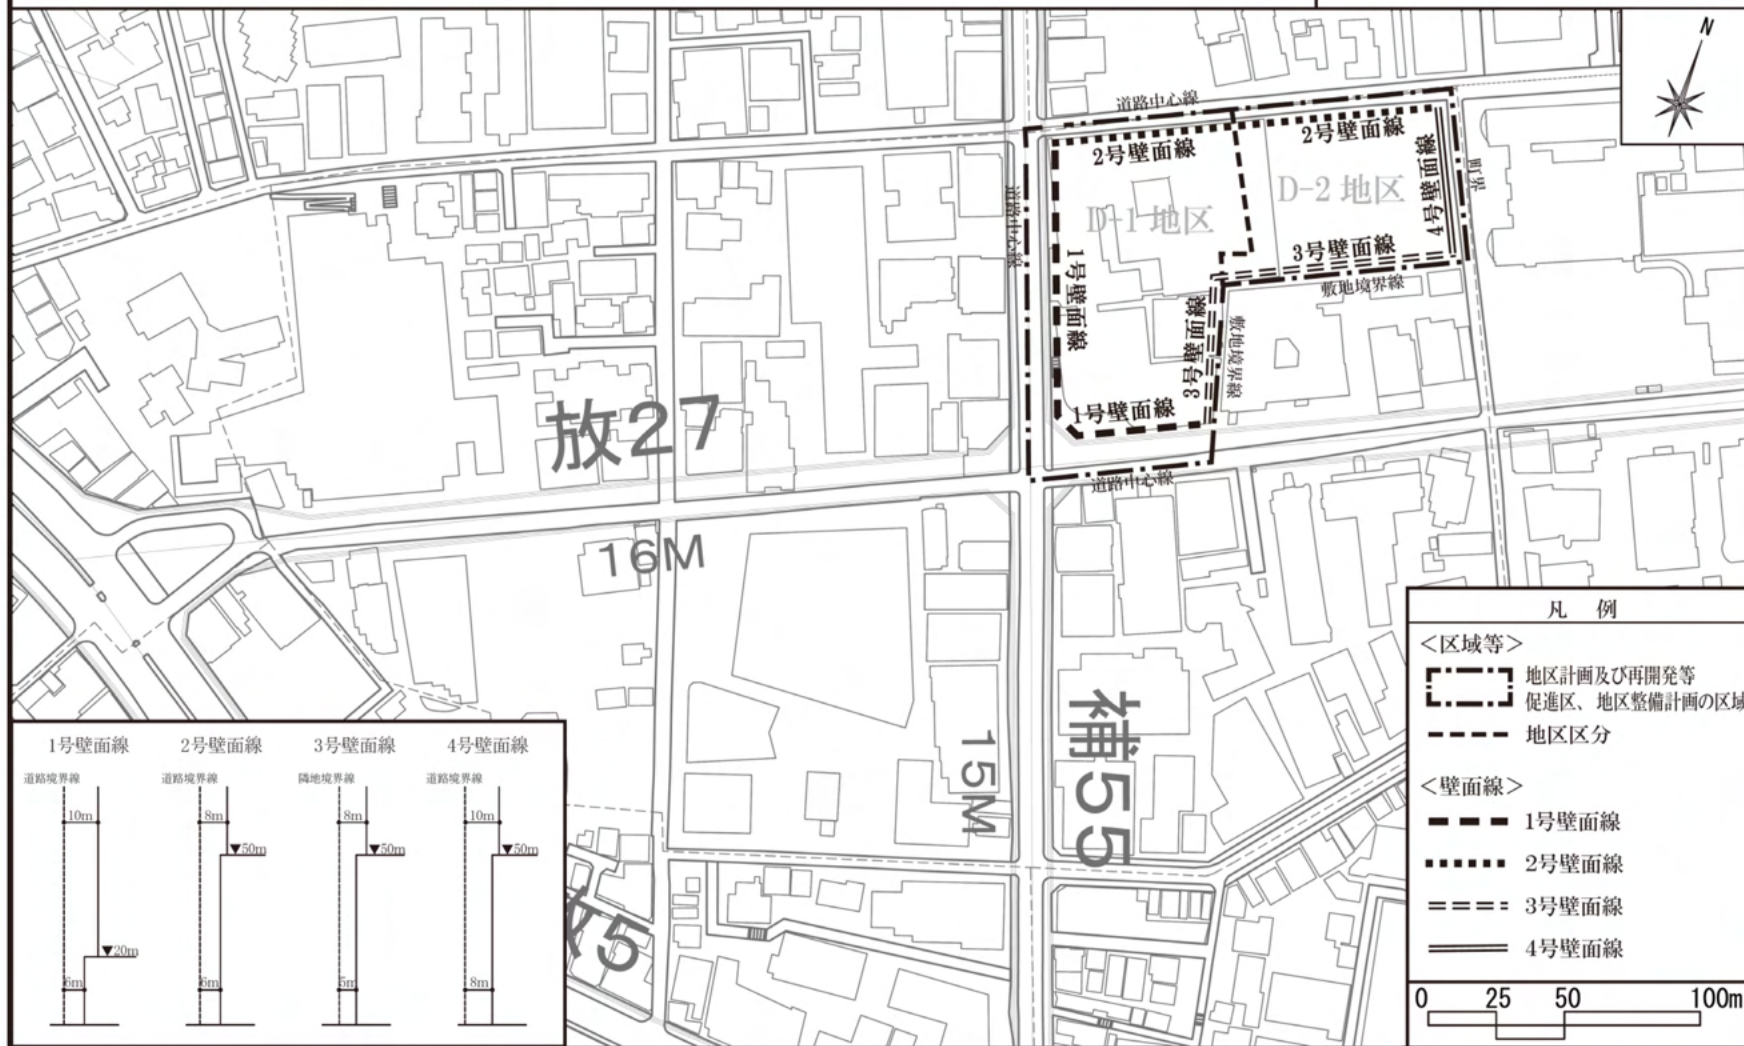 N
道路中心線
2号壁面線
2号壁面線
道路中心線
D-1 地区
D-2 地区
4号壁面線
町界
1号壁面線
3号壁面線
敷地境界線
3号壁面線
敷地境界線
1号壁面線
道路中心線
放27
16M
15M
補55
放5
凡 例
<区域等>
地区計画及び再開発等
促進区、地区整備計画の区域
地区区分
<壁面線>
1号壁面線
2号壁面線
3号壁面線
4号壁面線
0 25 50 100m
1号壁面線 2号壁面線 3号壁面線 4号壁面線
道路境界線 道路境界線 隣地境界線 道路境界線
10m 8m 8m 10m
▼50m ▼50m ▼50m
▼20m
6m 6m 5m 8m